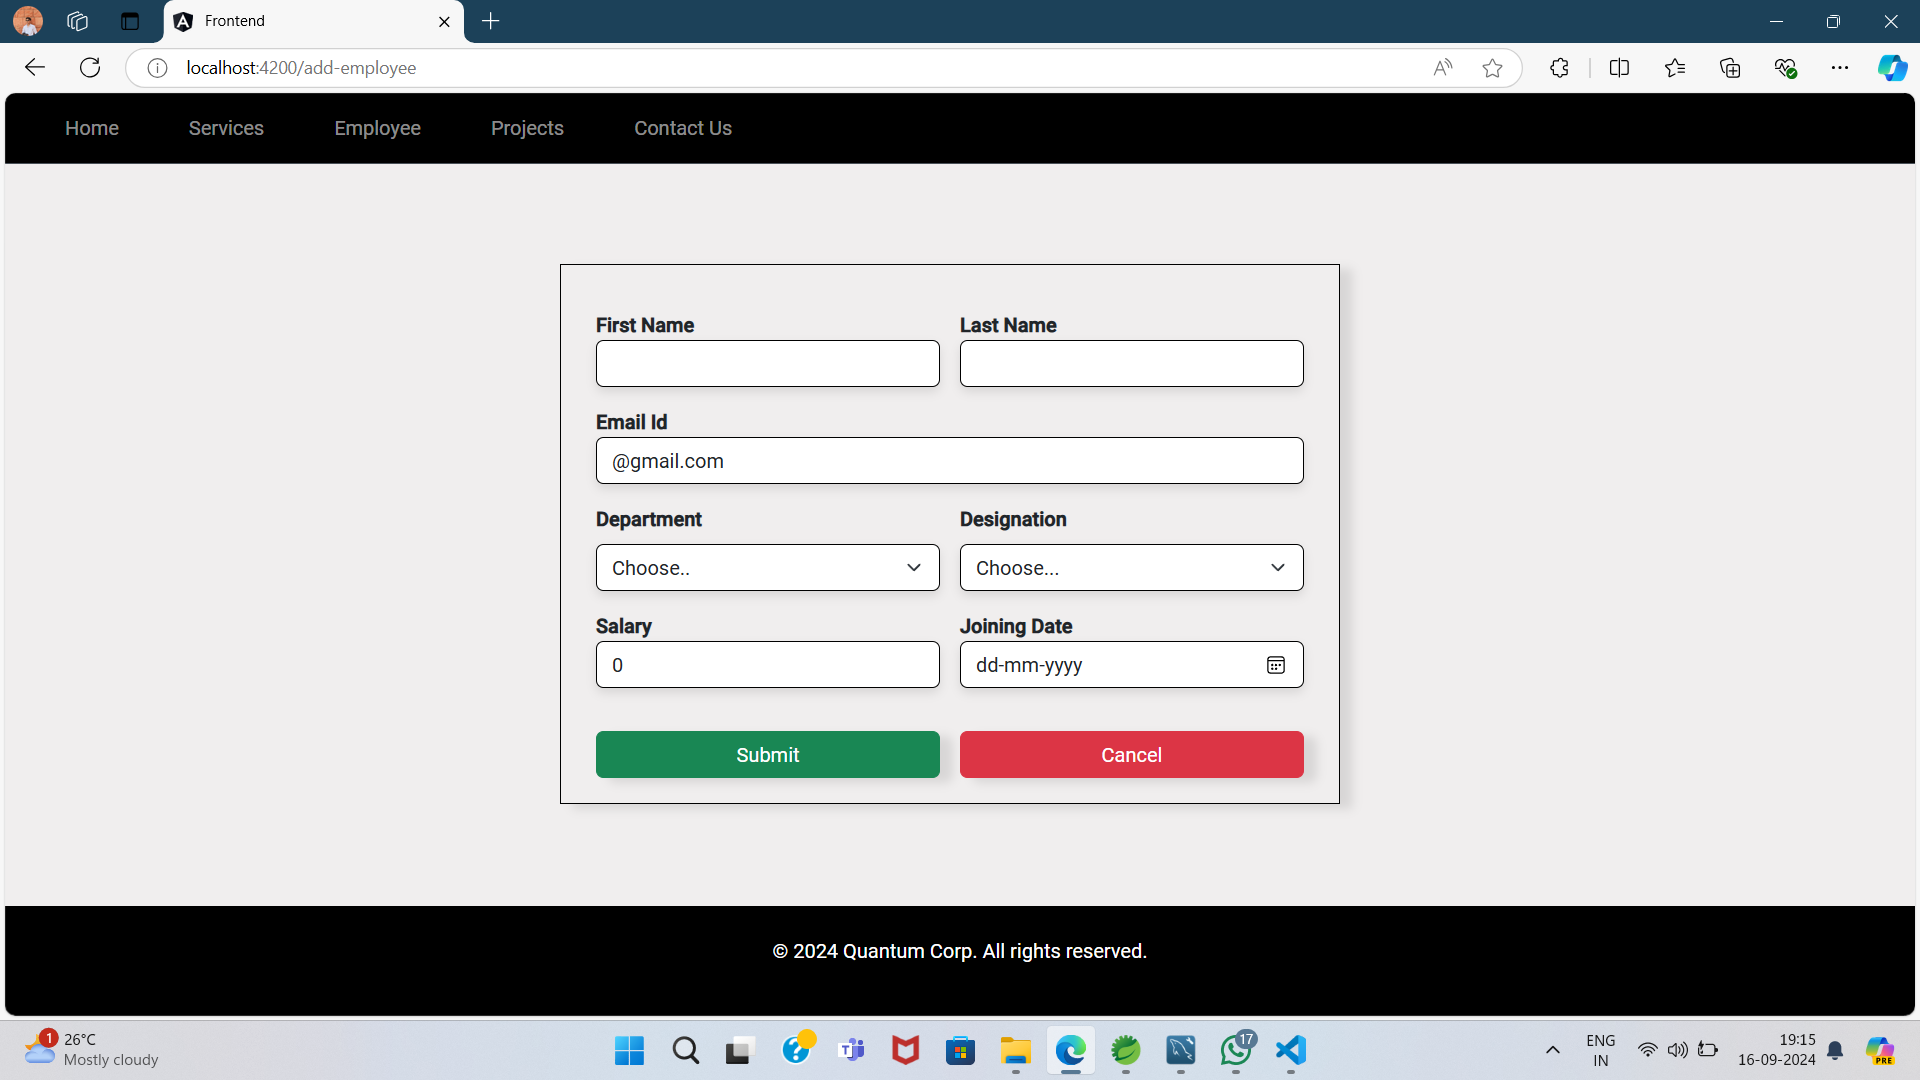 Frontend
localhost:4200/add-employee
Home Services Employee Projects Contact Us
First Name Last Name
Email Id
@gmail.com
Department Designation
Choose.. Choose...
Salary Joining Date
0 dd-mm-yyyy
Submit Cancel
© 2024 Quantum Corp. All rights reserved.
1 26°C
Mostly cloudy
17
ENG
IN
19:15
16-09-2024
PRE